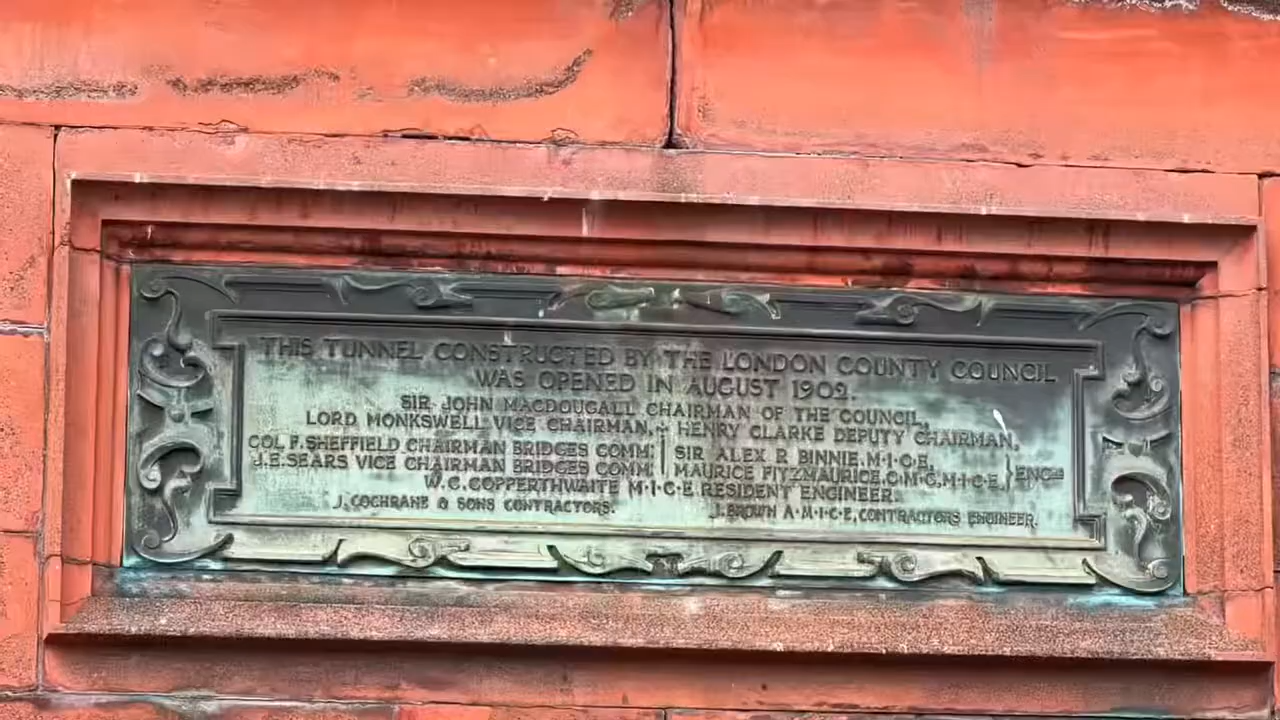 THIS TUNNEL CONSTRUCTED BY THE LONDON COUNTY COUNCIL
WAS OPENED IN AUGUST 1902.
SIR JOHN MACDOUGALL CHAIRMAN OF THE COUNCIL,
LORD MONKSWELL VICE CHAIRMAN, HENRY CLARKE DEPUTY CHAIRMAN,
COL F. SHEFFIELD CHAIRMAN BRIDGES COMM: SIR ALEX R BINNIE, M·I·C·E,
J. E. SEARS VICE CHAIRMAN BRIDGES COMM: MAURICE FITZMAURICE, C·M·G, M·I·C·E, ENGRS
W. C. COPPERTHWAITE M·I·C·E RESIDENT ENGINEER.
J. COCHRANE & SONS CONTRACTORS. J. BROWN A·M·I·C·E, CONTRACTORS ENGINEER.